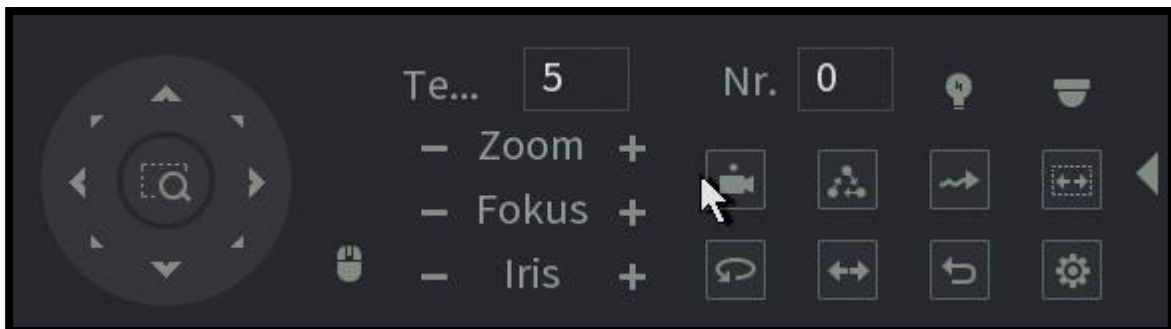 Te... 5 Nr. 0
− Zoom +
− Fokus +
− Iris +